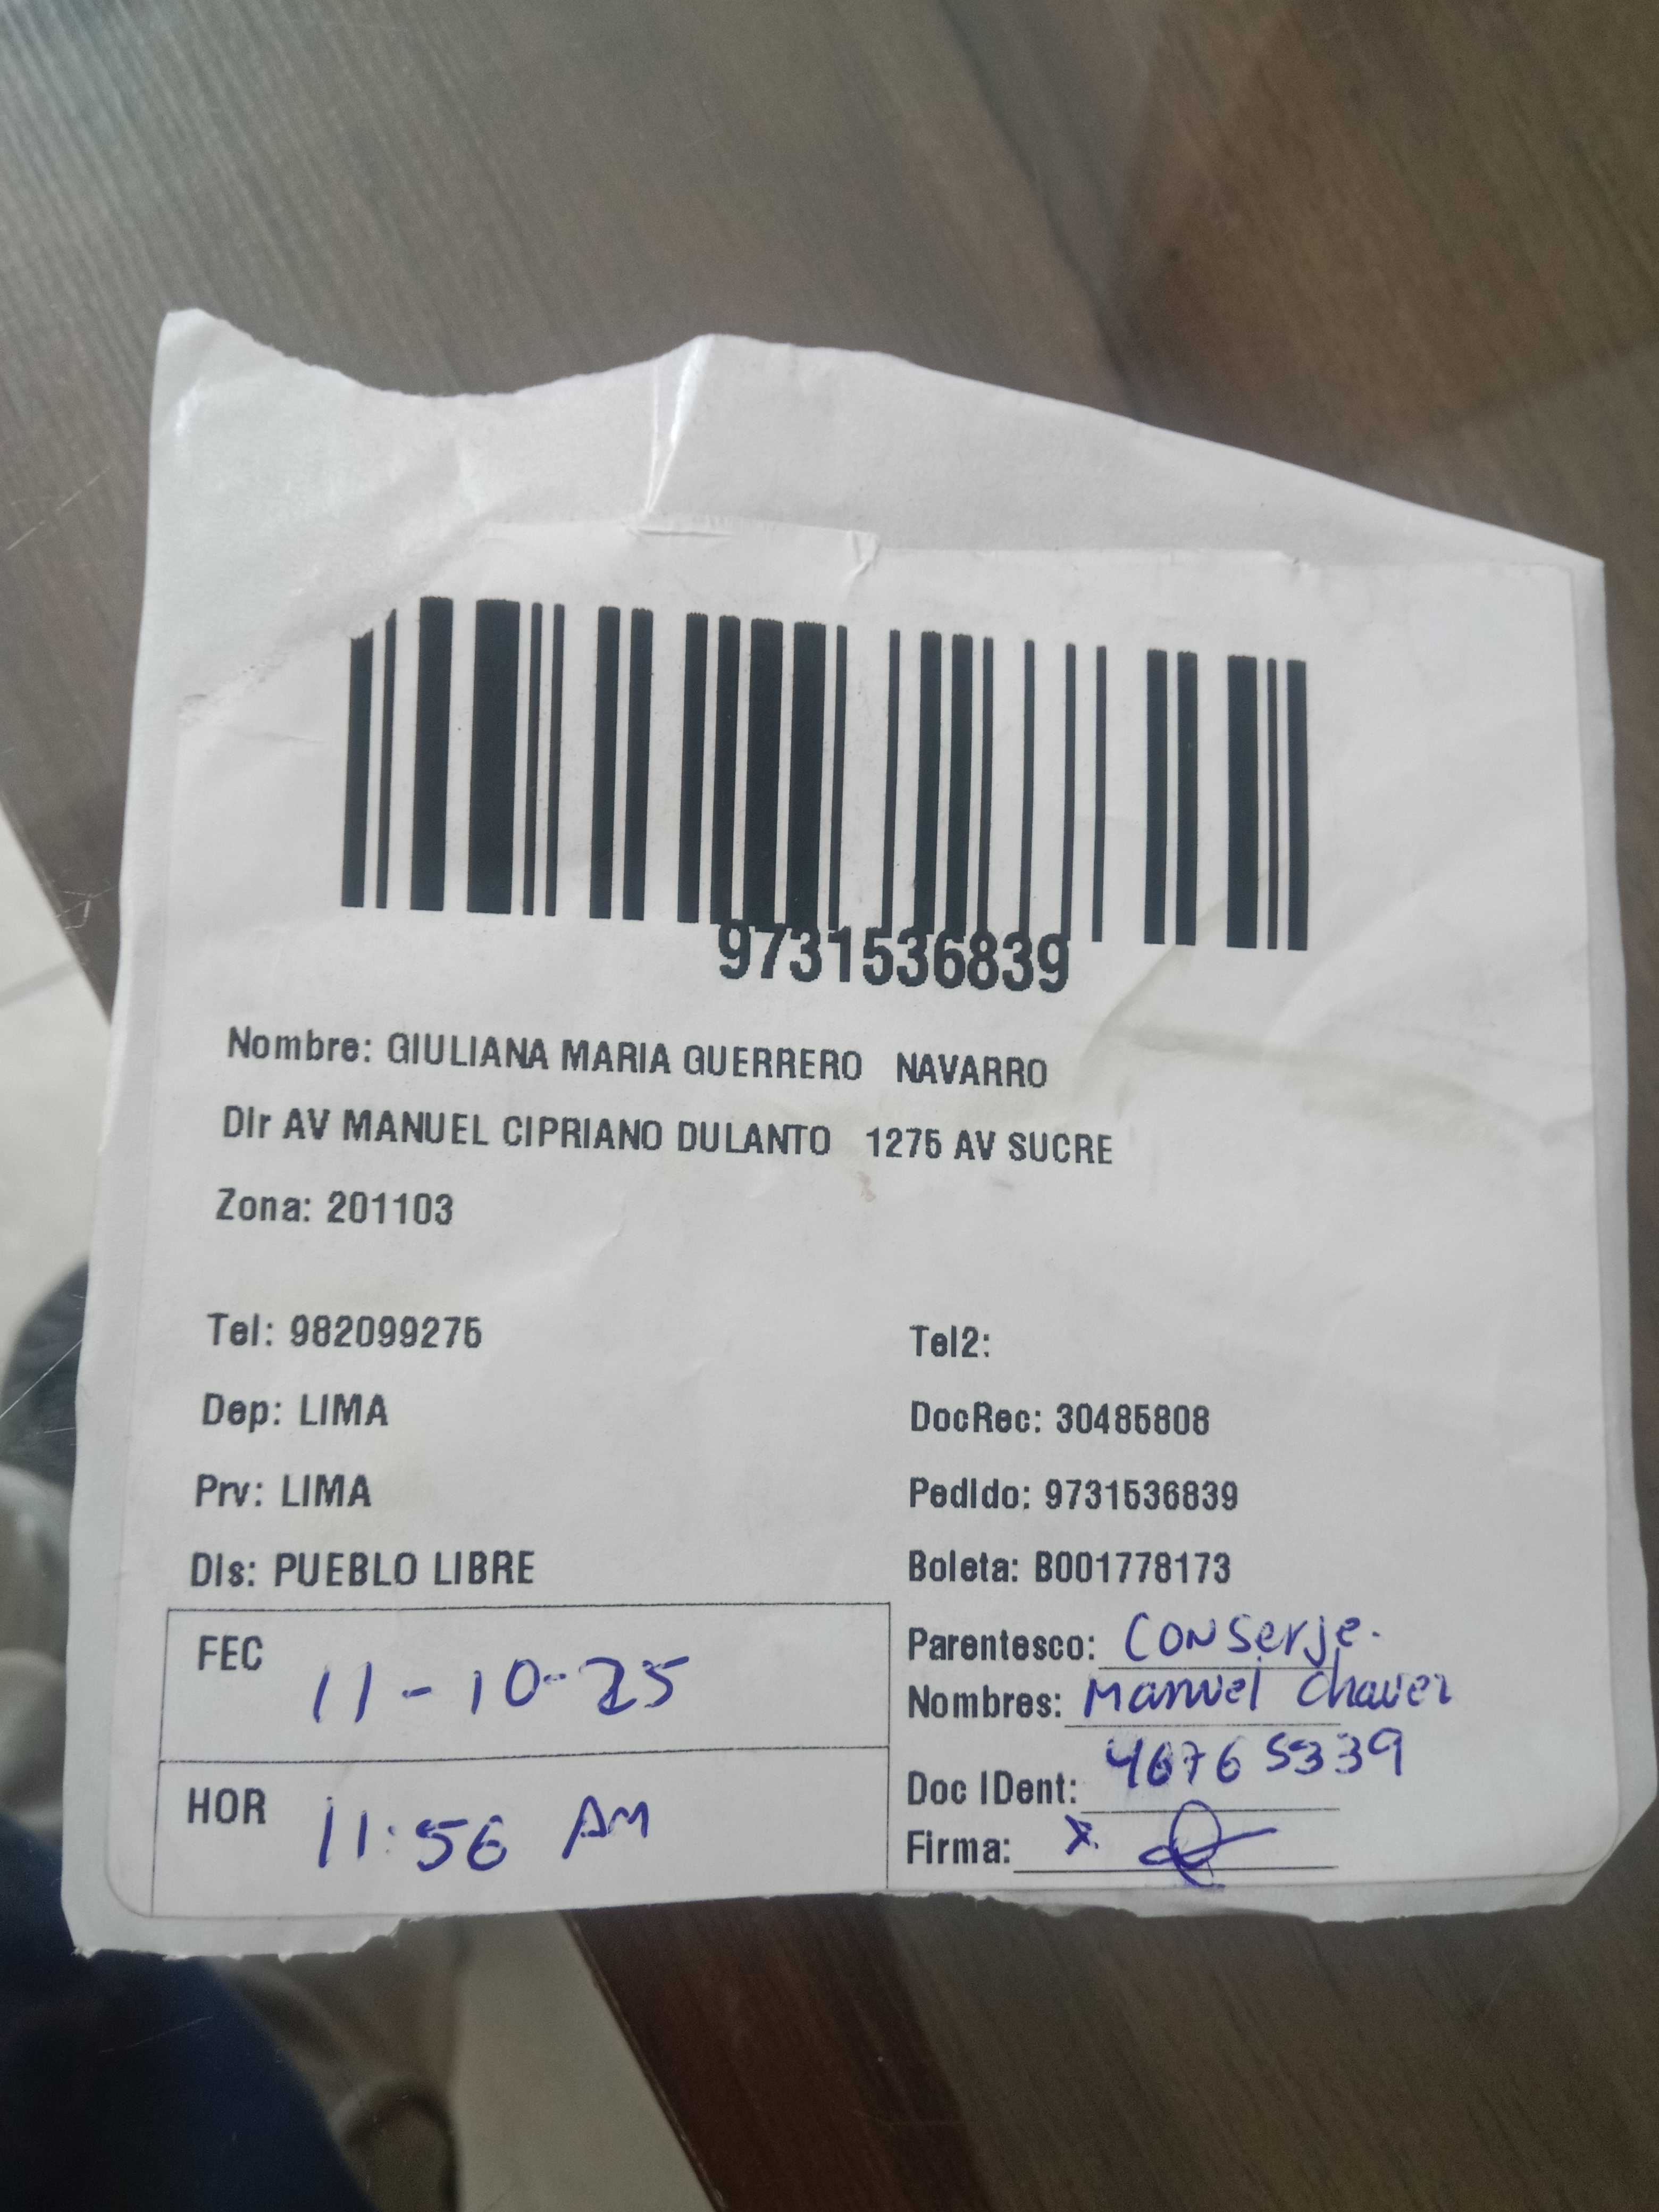 9731536839
Nombre: GIULIANA MARIA GUERRERO NAVARRO
Dir AV MANUEL CIPRIANO DULANTO 1275 AV SUCRE
Zona: 201103
Tel: 982099275
Tel2:
Dep: LIMA
DocRec: 30485808
Prv: LIMA
Pedido: 9731536839
Dis: PUEBLO LIBRE
Boleta: B001778173
FEC 11-10-25
Parentesco: Conserje.
Nombres: Manuel Chavez
HOR 11:56 AM
Doc IDent: 46765339
Firma: x